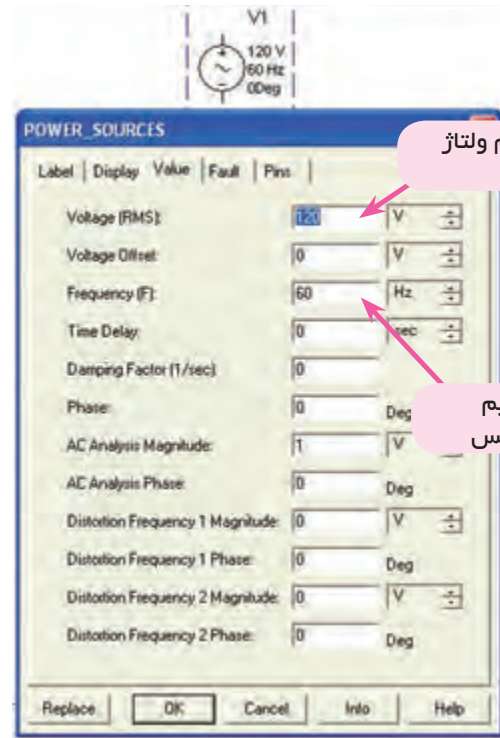 V1
120 V
60 Hz
0Deg
POWER_SOURCES
Label | Display Value | Fault | Pins |
م ولتاژ
Voltage (RMS): 120 V
Voltage Offset: 0 V
Frequency (F): 60 Hz
Time Delay: 0 sec
Damping Factor (1/sec): 0
Phase: 0 Deg
یم
AC Analysis Magnitude: 1 V
س
AC Analysis Phase: 0 Deg
Distortion Frequency 1 Magnitude: 0 V
Distortion Frequency 1 Phase: 0 Deg
Distortion Frequency 2 Magnitude: 0 V
Distortion Frequency 2 Phase: 0 Deg
Replace OK Cancel Info Help